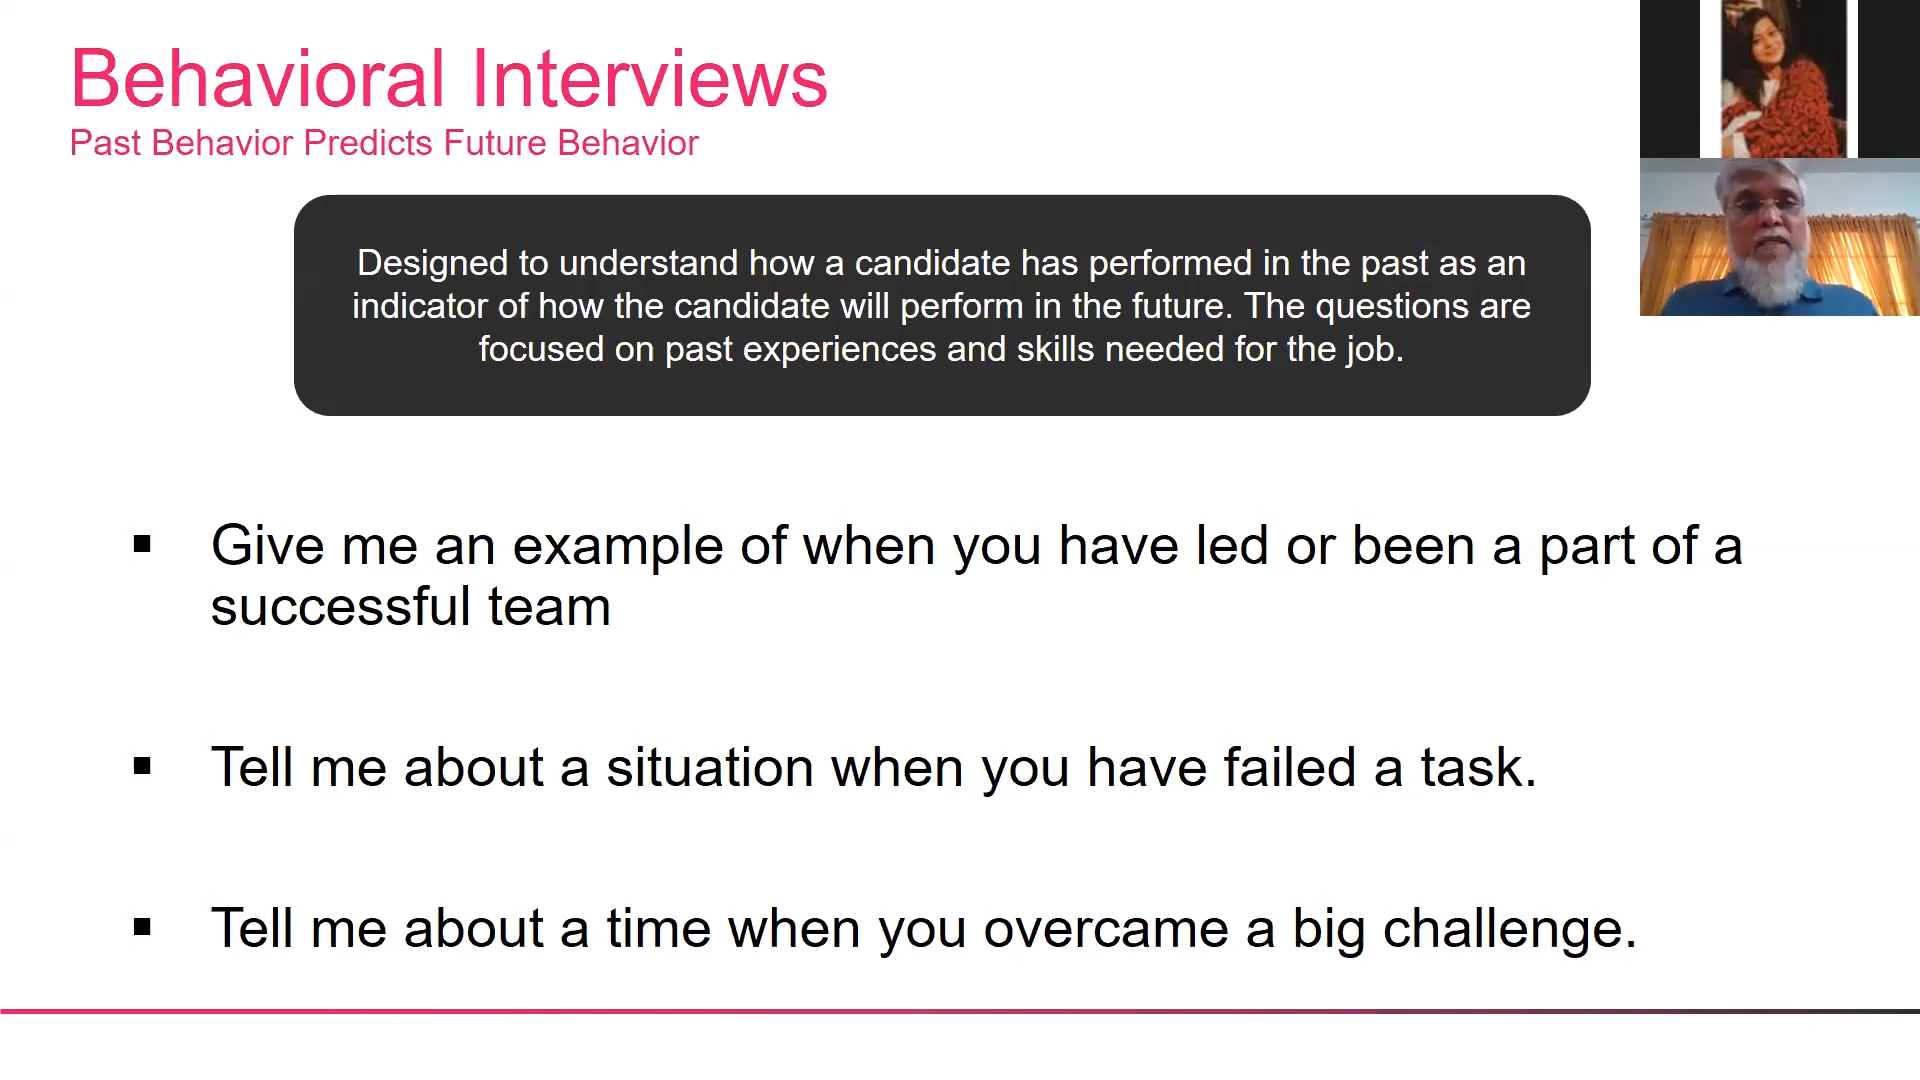 Behavioral Interviews
Past Behavior Predicts Future Behavior
Designed to understand how a candidate has performed in the past as an
indicator of how the candidate will perform in the future. The questions are
focused on past experiences and skills needed for the job.
▪ Give me an example of when you have led or been a part of a
successful team
▪ Tell me about a situation when you have failed a task.
▪ Tell me about a time when you overcame a big challenge.